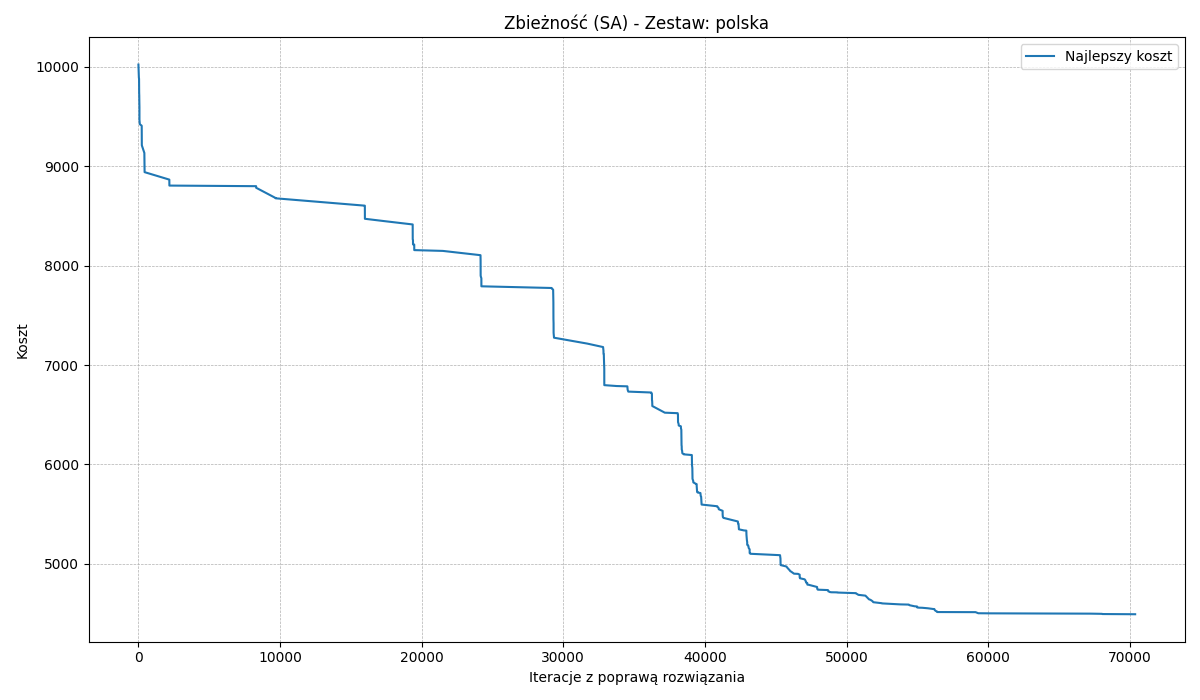 Zbieżność (SA) - Zestaw: polska
Najlepszy koszt
Koszt
10000
9000
8000
7000
6000
5000
0 10000 20000 30000 40000 50000 60000 70000
Iteracje z poprawą rozwiązania